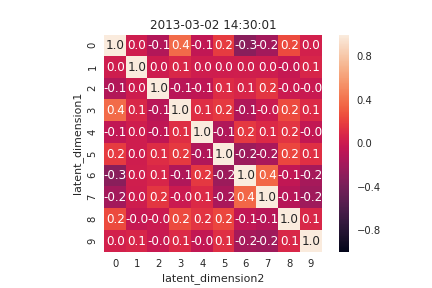 2013-03-02 14:30:01
0 1.0 0.0 -0.1 0.4 -0.1 0.2 -0.3 -0.2 0.2 0.0
1 0.0 1.0 0.0 0.1 0.0 0.0 0.0 0.0 -0.0 0.1
2 -0.1 0.0 1.0 -0.1 -0.1 0.1 0.1 0.2 -0.0 -0.0
3 0.4 0.1 -0.1 1.0 0.1 0.2 -0.1 -0.0 0.2 0.1
4 -0.1 0.0 -0.1 0.1 1.0 -0.1 0.2 0.1 0.2 -0.0
5 0.2 0.0 0.1 0.2 -0.1 1.0 -0.2 -0.2 0.2 0.1
6 -0.3 0.0 0.1 -0.1 0.2 -0.2 1.0 0.4 -0.1 -0.2
7 -0.2 0.0 0.2 -0.0 0.1 -0.2 0.4 1.0 -0.1 -0.2
8 0.2 -0.0 -0.0 0.2 0.2 0.2 -0.1 -0.1 1.0 0.1
9 0.0 0.1 -0.0 0.1 -0.0 0.1 -0.2 -0.2 0.1 1.0
0 1 2 3 4 5 6 7 8 9
latent_dimension2
latent_dimension1
0.8
0.4
0.0
-0.4
-0.8